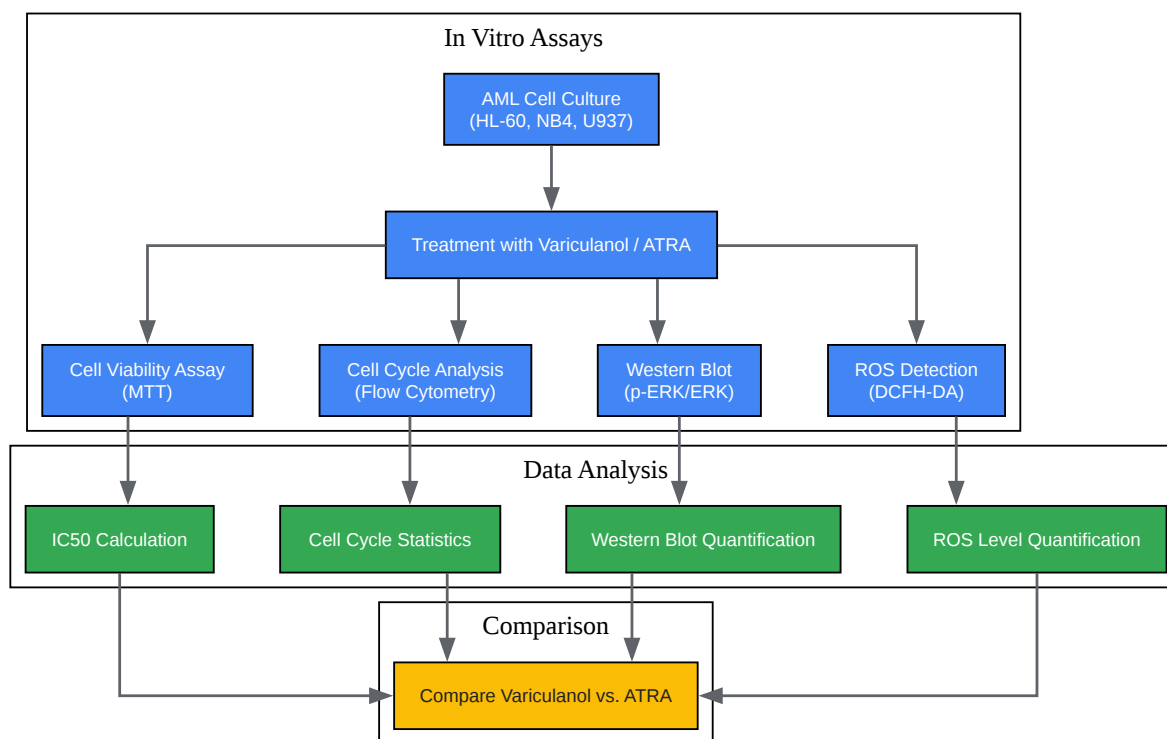 In Vitro Assays
AML Cell Culture
(HL-60, NB4, U937)
Treatment with Variculanol / ATRA
Cell Viability Assay
(MTT)
Cell Cycle Analysis
(Flow Cytometry)
Western Blot
(p-ERK/ERK)
ROS Detection
(DCFH-DA)
Data Analysis
IC50 Calculation
Cell Cycle Statistics
Western Blot Quantification
ROS Level Quantification
Comparison
Compare Variculanol vs. ATRA